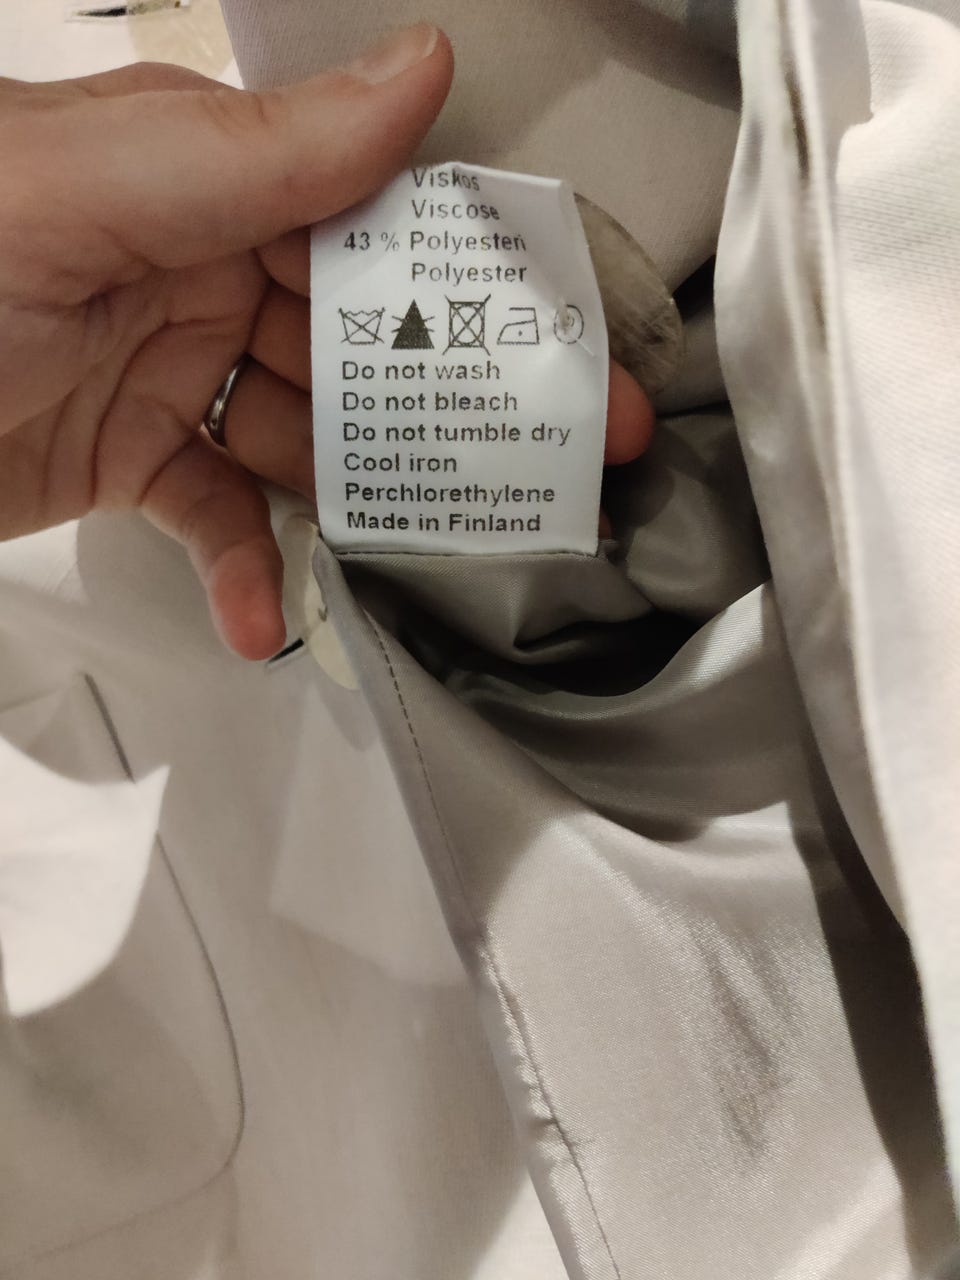 Viskos
Viscose
43 % Polyester
Polyester
Do not wash
Do not bleach
Do not tumble dry
Cool iron
Perchlorethylene
Made in Finland